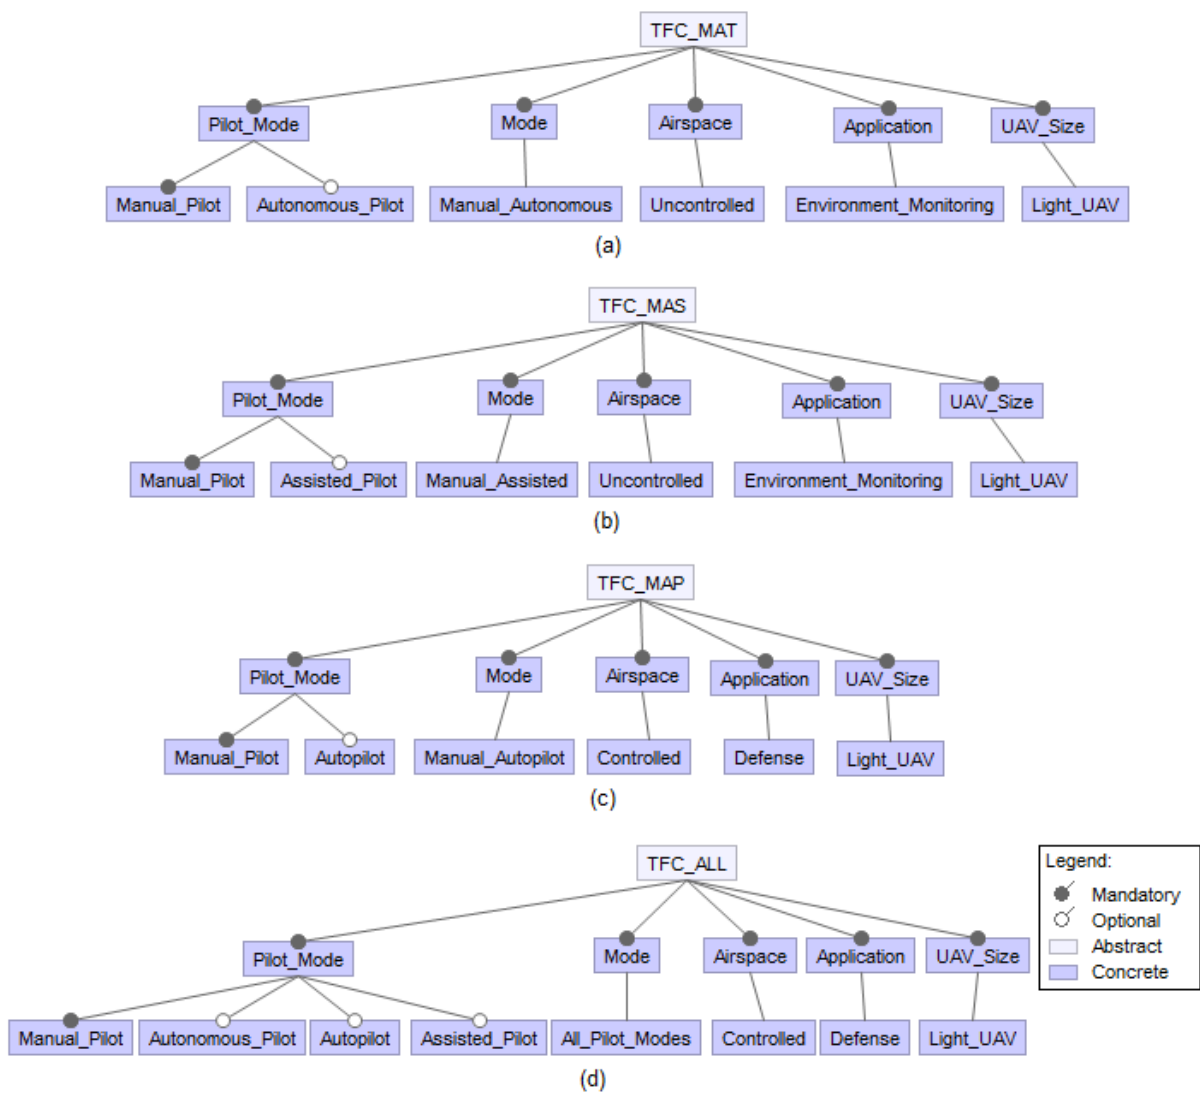 TFC_MAT
Pilot_Mode Mode Airspace Application UAV_Size
Manual_Pilot Autonomous_Pilot Manual_Autonomous Uncontrolled Environment_Monitoring Light_UAV
(a)
TFC_MAS
Pilot_Mode Mode Airspace Application UAV_Size
Manual_Pilot Assisted_Pilot Manual_Assisted Uncontrolled Environment_Monitoring Light_UAV
(b)
TFC_MAP
Pilot_Mode Mode Airspace Application UAV_Size
Manual_Pilot Autopilot Manual_Autopilot Controlled Defense Light_UAV
(c)
TFC_ALL
Pilot_Mode Mode Airspace Application UAV_Size
Manual_Pilot Autonomous_Pilot Autopilot Assisted_Pilot All_Pilot_Modes Controlled Defense Light_UAV
(d)
Legend:
Mandatory
Optional
Abstract
Concrete